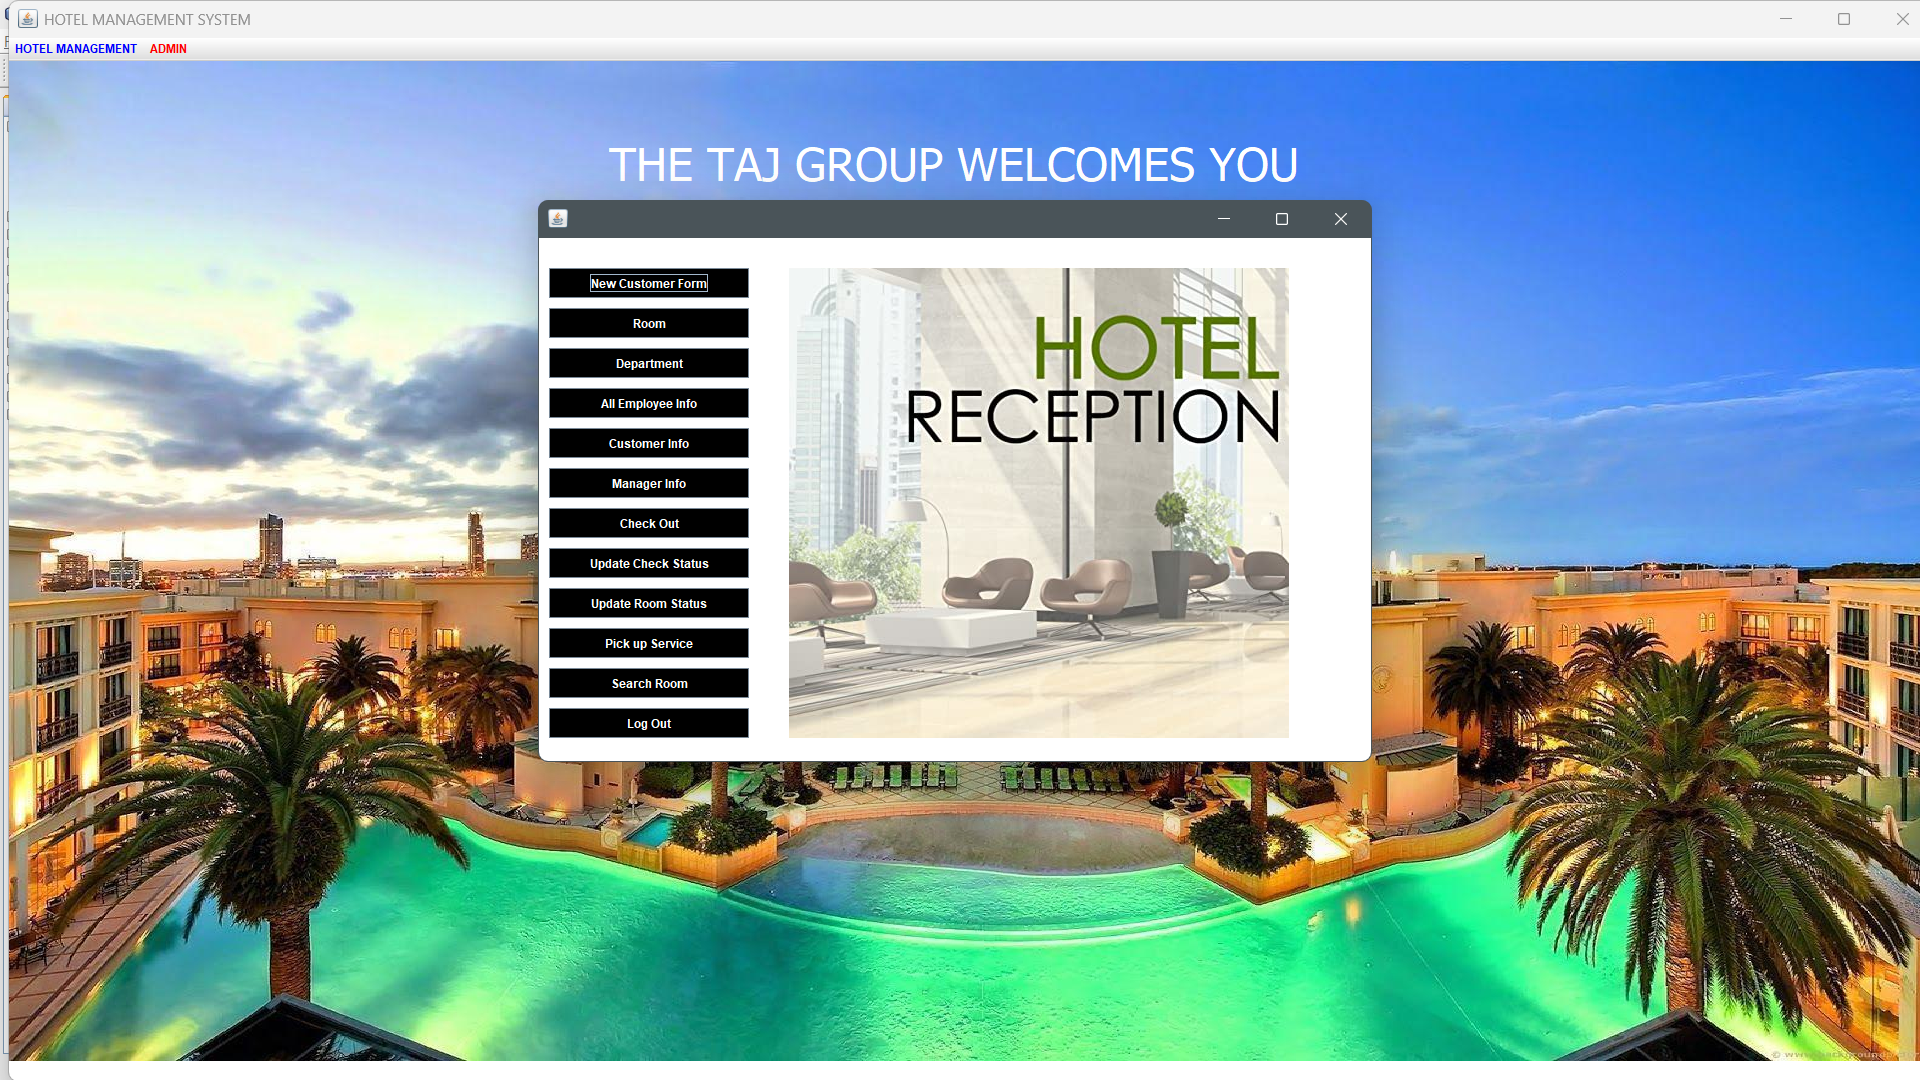 HOTEL MANAGEMENT SYSTEM
HOTEL MANAGEMENT ADMIN
THE TAJ GROUP WELCOMES YOU
New Customer Form
Room
Department
All Employee Info
Customer Info
Manager Info
Check Out
Update Check Status
Update Room Status
Pick up Service
Search Room
Log Out
HOTEL
RECEPTION